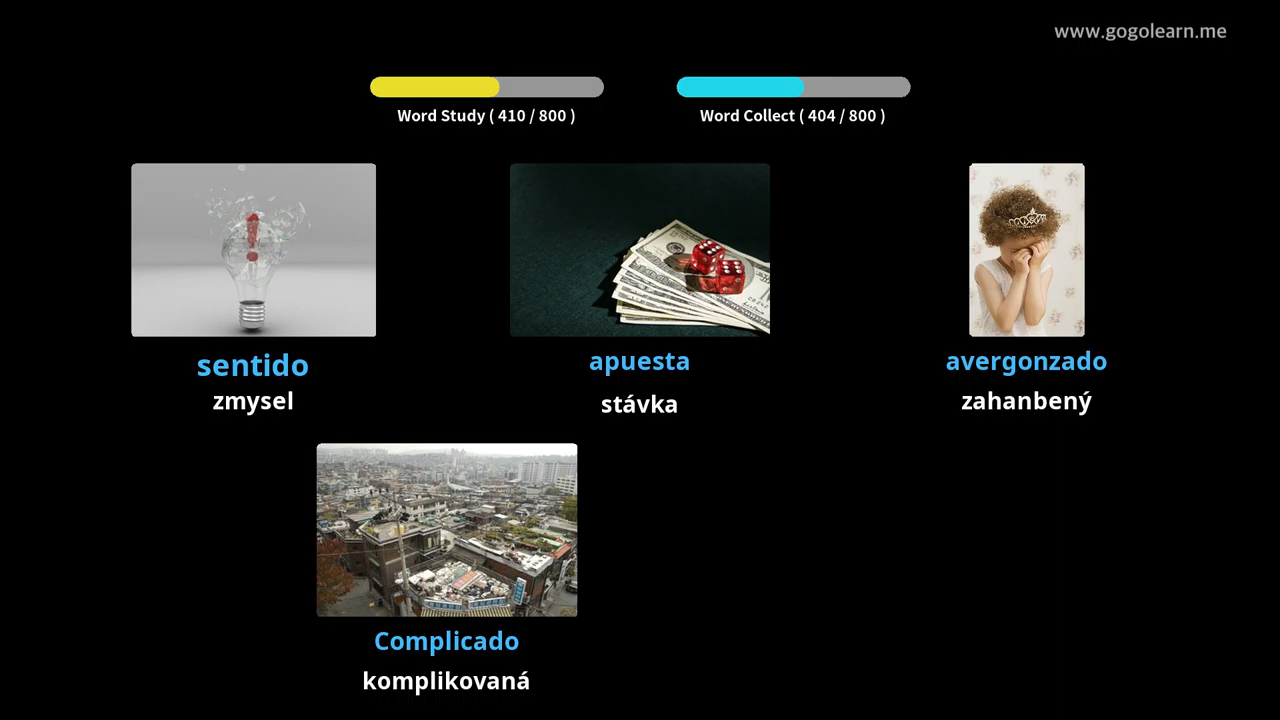 www.gogolearn.me
Word Study ( 410 / 800 )
Word Collect ( 404 / 800 )
sentido
zmysel
apuesta
stávka
avergonzado
zahanbený
Complicado
komplikovaná